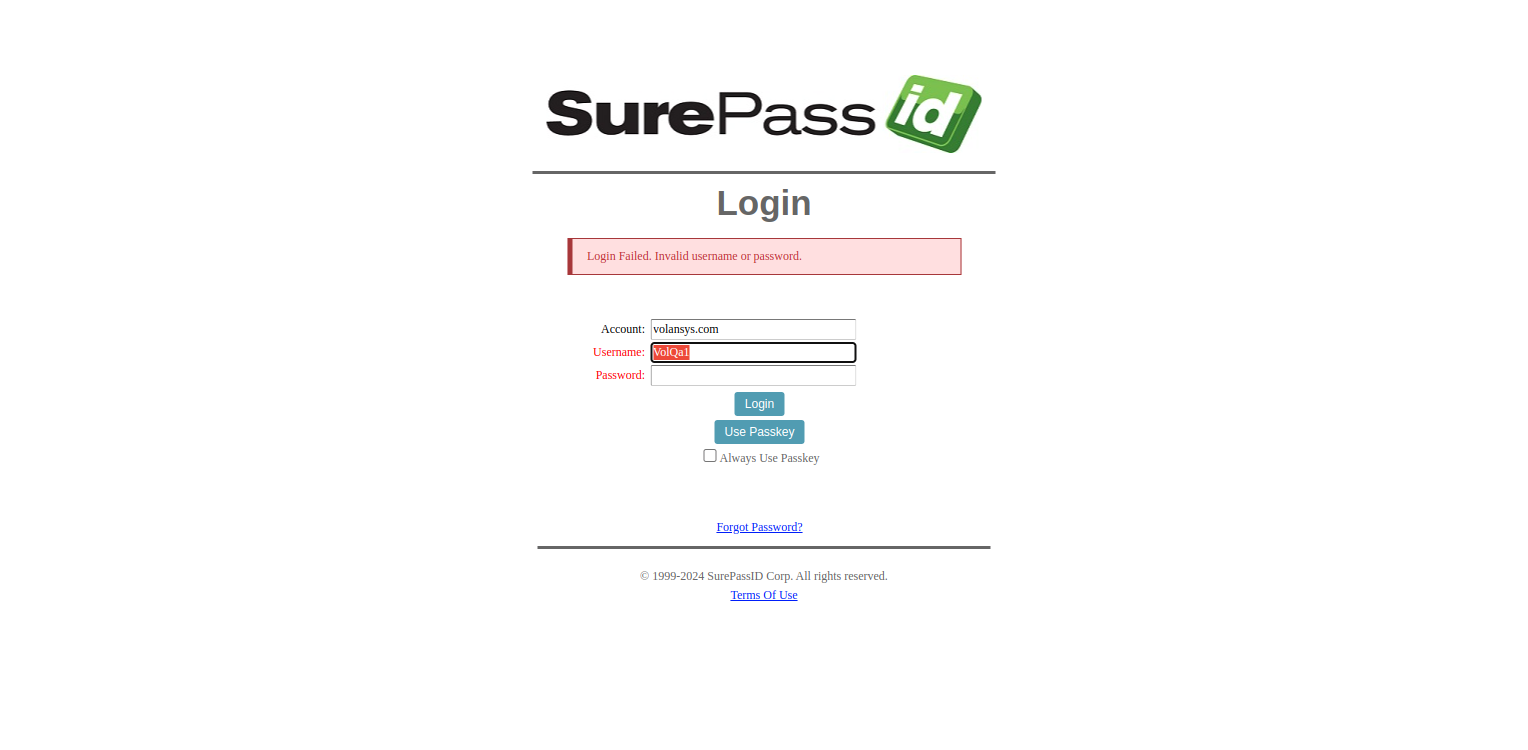 SurePass id
Login
Login Failed. Invalid username or password.
Account: volansys.com
Username: VolQa1
Password:
Login
Use Passkey
Always Use Passkey
Forgot Password?
© 1999-2024 SurePassID Corp. All rights reserved.
Terms Of Use